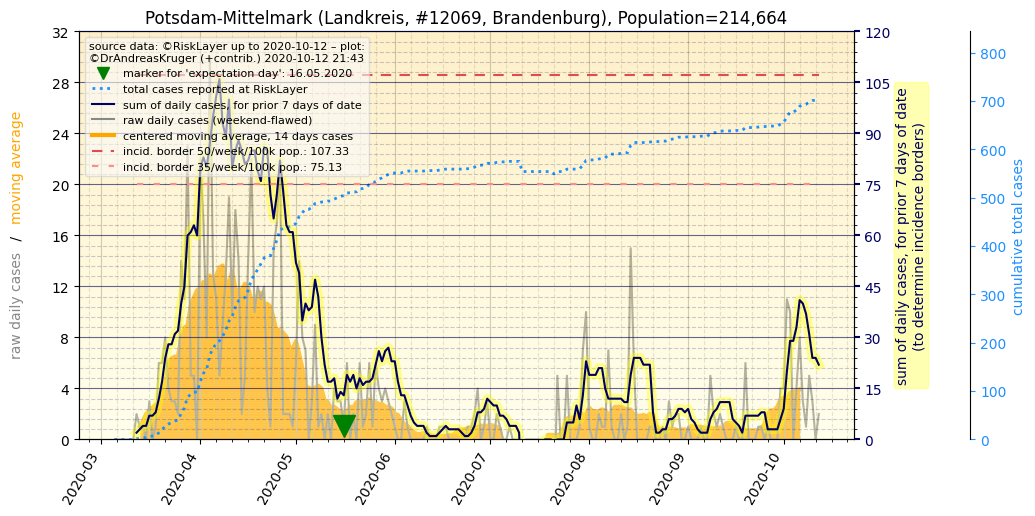 Potsdam-Mittelmark (Landkreis, #12069, Brandenburg), Population=214,664
source data: ©RiskLayer up to 2020-10-12 – plot:
©DrAndreasKruger (+contrib.) 2020-10-12 21:43
marker for 'expectation day': 16.05.2020
total cases reported at RiskLayer
sum of daily cases, for prior 7 days of date
raw daily cases (weekend-flawed)
centered moving average, 14 days cases
incid. border 50/week/100k pop.: 107.33
incid. border 35/week/100k pop.: 75.13
raw daily cases / moving average
32
28
24
20
16
12
8
4
0
2020-03
2020-04
2020-05
2020-06
2020-07
2020-08
2020-09
2020-10
120
105
90
75
60
45
30
15
0
sum of daily cases, for prior 7 days of date
(to determine incidence borders)
800
700
600
500
400
300
200
100
0
cumulative total cases